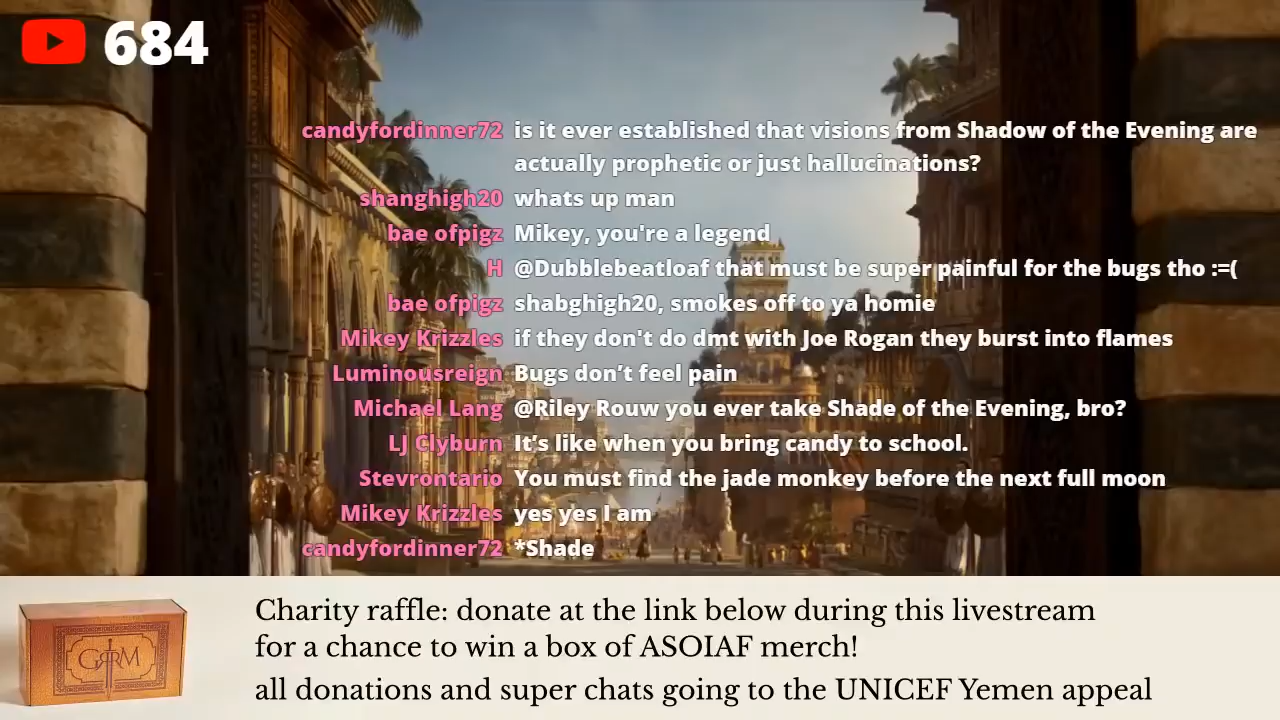 684
candyfordinner72 is it ever established that visions from Shadow of the Evening are
actually prophetic or just hallucinations?
shanghigh20 whats up man
bae ofpigz Mikey, you're a legend
H @Dubblebeatloaf that must be super painful for the bugs tho :=(
bae ofpigz shabghigh20, smokes off to ya homie
Mikey Krizzles if they don't do dmt with Joe Rogan they burst into flames
Luminousreign Bugs don’t feel pain
Michael Lang @Riley Rouw you ever take Shade of the Evening, bro?
LJ Clyburn It’s like when you bring candy to school.
Stevrontario You must find the jade monkey before the next full moon
Mikey Krizzles yes yes I am
candyfordinner72 *Shade
GRRM
Charity raffle: donate at the link below during this livestream
for a chance to win a box of ASOIAF merch!
all donations and super chats going to the UNICEF Yemen appeal